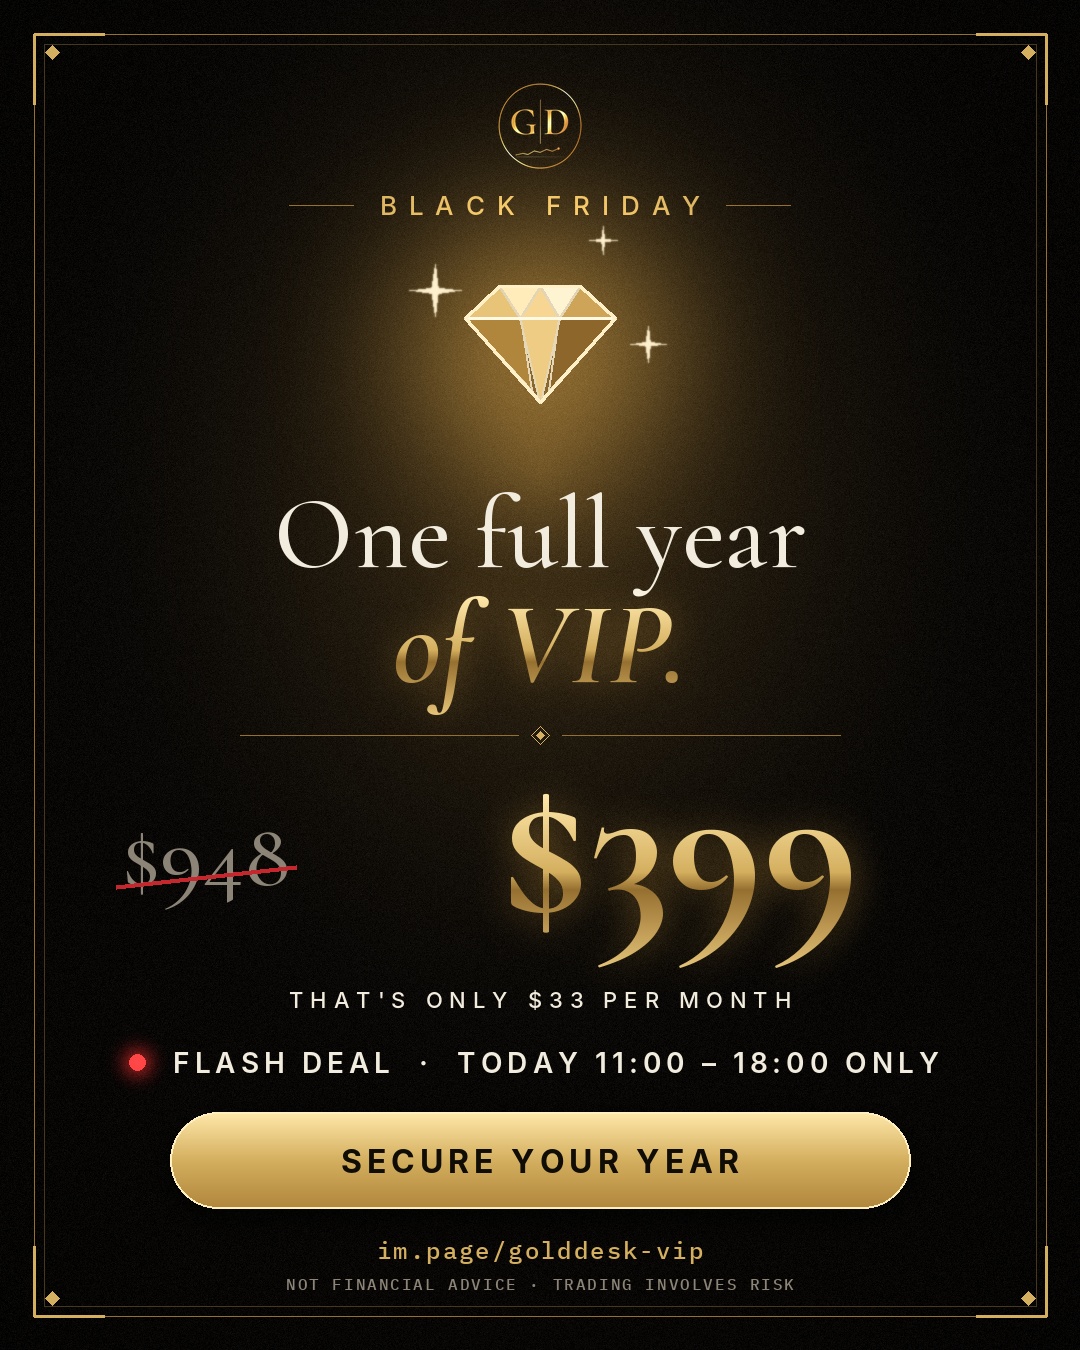 G|D
BLACK FRIDAY
One full year
of VIP.
$948
$399
THAT'S ONLY $33 PER MONTH
FLASH DEAL · TODAY 11:00 – 18:00 ONLY
SECURE YOUR YEAR
im.page/golddesk-vip
NOT FINANCIAL ADVICE · TRADING INVOLVES RISK